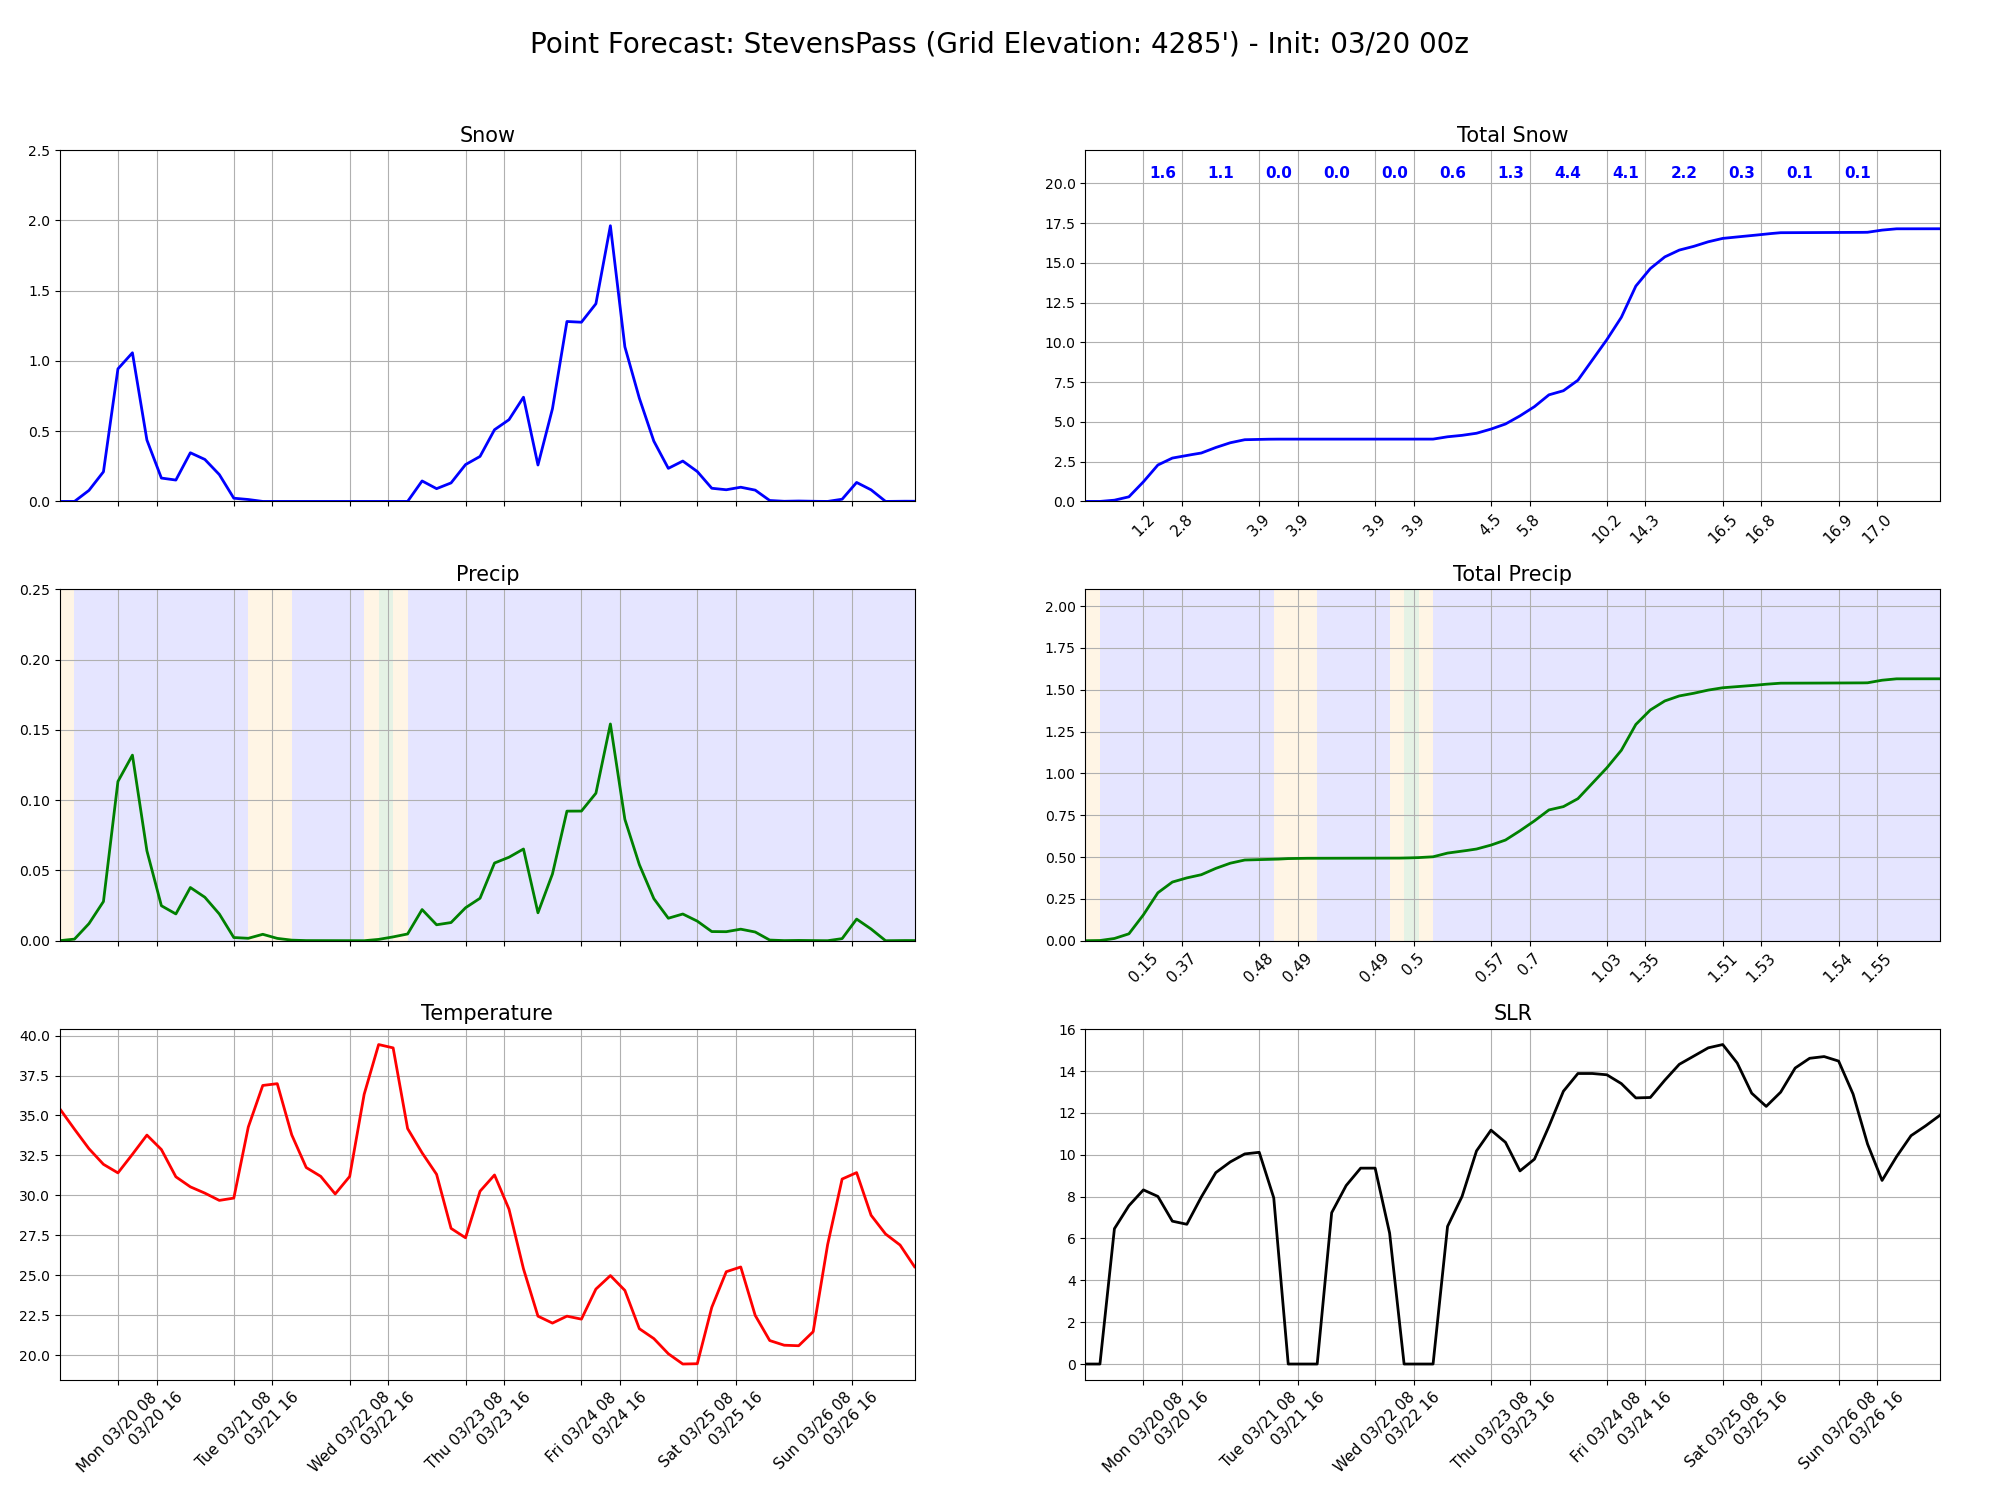 Point Forecast: StevensPass (Grid Elevation: 4285') - Init: 03/20 00z
Snow
2.5
2.0
1.5
1.0
0.5
0.0
Total Snow
1.6 1.1 0.0 0.0 0.0 0.6 1.3 4.4 4.1 2.2 0.3 0.1 0.1
20.0
17.5
15.0
12.5
10.0
7.5
5.0
2.5
0.0
1.2 2.8 3.9 3.9 3.9 3.9 4.5 5.8 10.2 14.3 16.5 16.8 16.9 17.0
Precip
0.25
0.20
0.15
0.10
0.05
0.00
Total Precip
2.00
1.75
1.50
1.25
1.00
0.75
0.50
0.25
0.00
0.15 0.37 0.48 0.49 0.49 0.5 0.57 0.7 1.03 1.35 1.51 1.53 1.54 1.55
Temperature
40.0
37.5
35.0
32.5
30.0
27.5
25.0
22.5
20.0
Mon 03/20 08
03/20 16
Tue 03/21 08
03/21 16
Wed 03/22 08
03/22 16
Thu 03/23 08
03/23 16
Fri 03/24 08
03/24 16
Sat 03/25 08
03/25 16
Sun 03/26 08
03/26 16
SLR
16
14
12
10
8
6
4
2
0
Mon 03/20 08
03/20 16
Tue 03/21 08
03/21 16
Wed 03/22 08
03/22 16
Thu 03/23 08
03/23 16
Fri 03/24 08
03/24 16
Sat 03/25 08
03/25 16
Sun 03/26 08
03/26 16